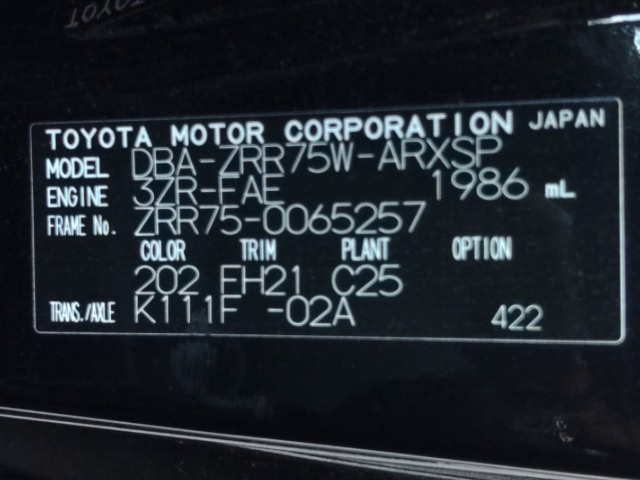 TOYOTA MOTOR CORPORATION JAPAN
MODEL DBA-ZRR75W-ARXSP
ENGINE 3ZR-FAE 1986 mL
FRAME No. ZRR75-0065257
COLOR TRIM PLANT OPTION
202 FH21 C25
TRANS./AXLE K111F -02A 422